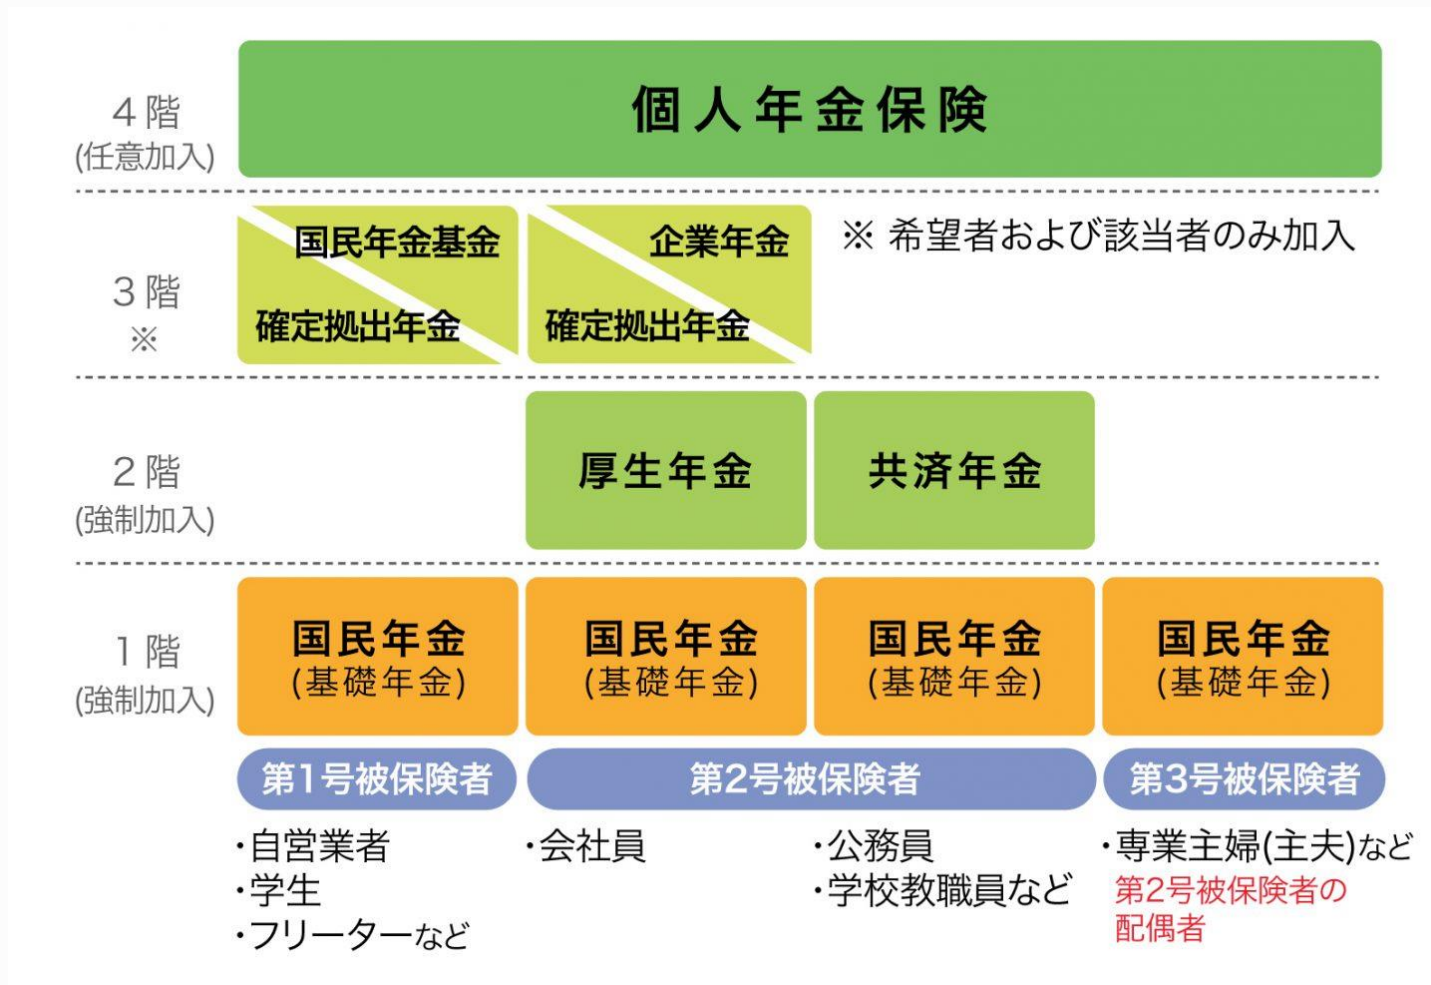 4階
(任意加入)
個人年金保険
3階
※
国民年金基金
確定拠出年金
企業年金
確定拠出年金
※ 希望者および該当者のみ加入
2階
(強制加入)
厚生年金
共済年金
1階
(強制加入)
国民年金
(基礎年金)
国民年金
(基礎年金)
国民年金
(基礎年金)
国民年金
(基礎年金)
第1号被保険者
第2号被保険者
第3号被保険者
・自営業者
・学生
・フリーターなど
・会社員
・公務員
・学校教職員など
・専業主婦(主夫)など
第2号被保険者の
配偶者